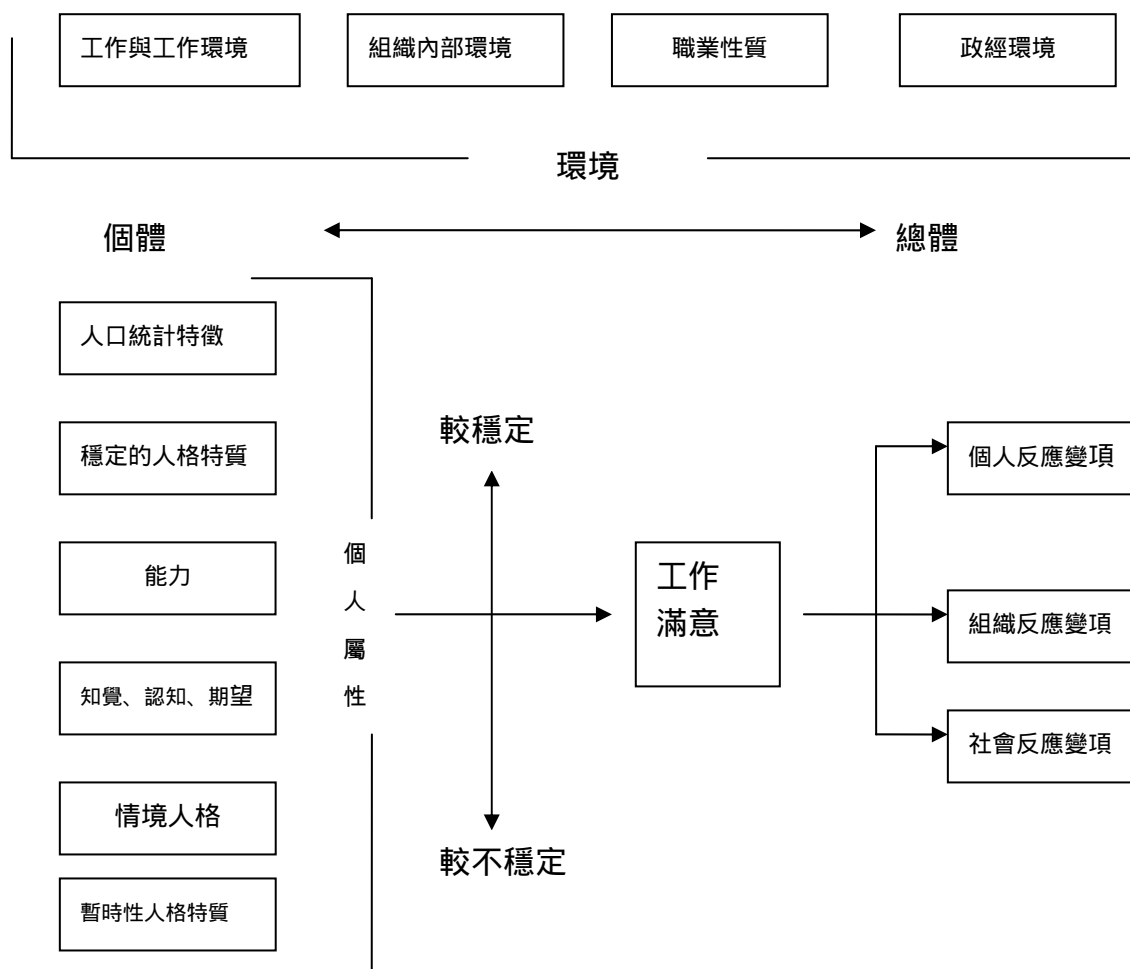 工作與工作環境
組織內部環境
職業性質
政經環境
環境
個體
總體
人口統計特徵
穩定的人格特質
能力
知覺、認知、期望
情境人格
暫時性人格特質
個
人
屬
性
較穩定
較不穩定
工作
滿意
個人反應變項
組織反應變項
社會反應變項